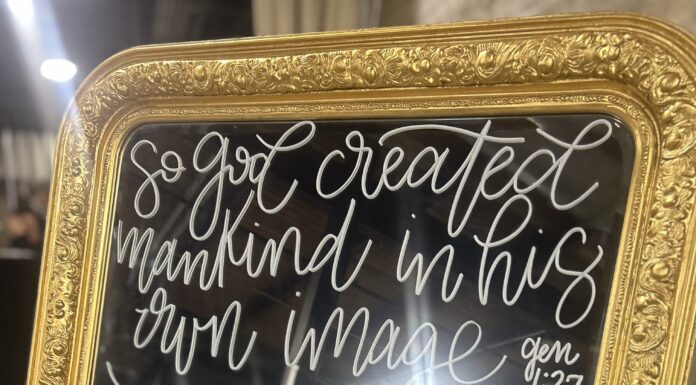 So God created
mankind in his
own image
gen
1:27